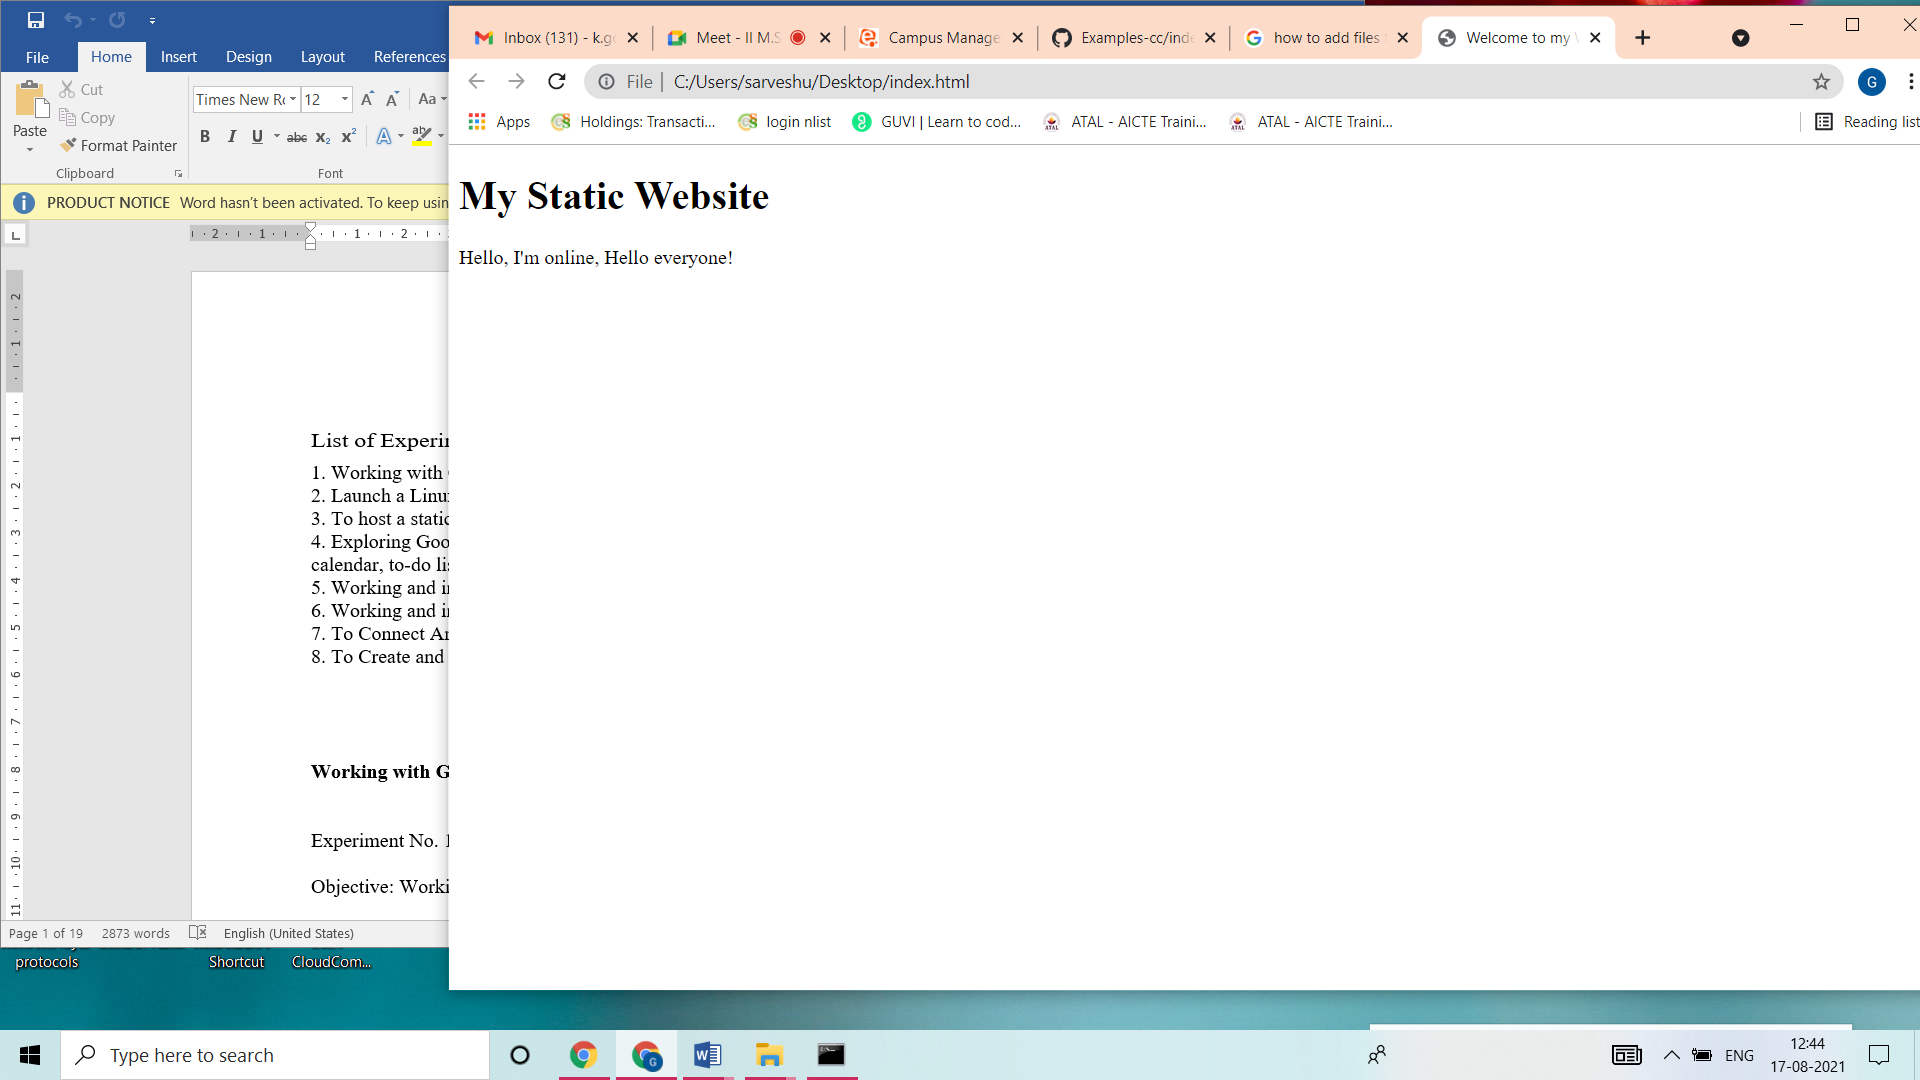 File Home Insert Design Layout References
Cut
Copy
Paste
Format Painter
Clipboard
Times New Ro 12
Aa
B I U abc X₂ X²
Font
PRODUCT NOTICE Word hasn't been activated. To keep usin
List of Experi
1. Working with
2. Launch a Linu
3. To host a static
4. Exploring Goo
calendar, to-do lis
5. Working and i
6. Working and i
7. To Connect Ar
8. To Create and
Working with G
Experiment No. 1
Objective: Worki
Page 1 of 19 2873 words English (United States)
protocols Shortcut CloudCom...
Inbox (131) - k.g Meet - II M.S Campus Manage Examples-cc/inde how to add files Welcome to my
File C:/Users/sarveshu/Desktop/index.html G
Apps Holdings: Transacti... login nlist GUVI | Learn to cod... ATAL - AICTE Traini... ATAL - AICTE Traini... Reading list
My Static Website
Hello, I'm online, Hello everyone!
Type here to search
ENG
12:44
17-08-2021